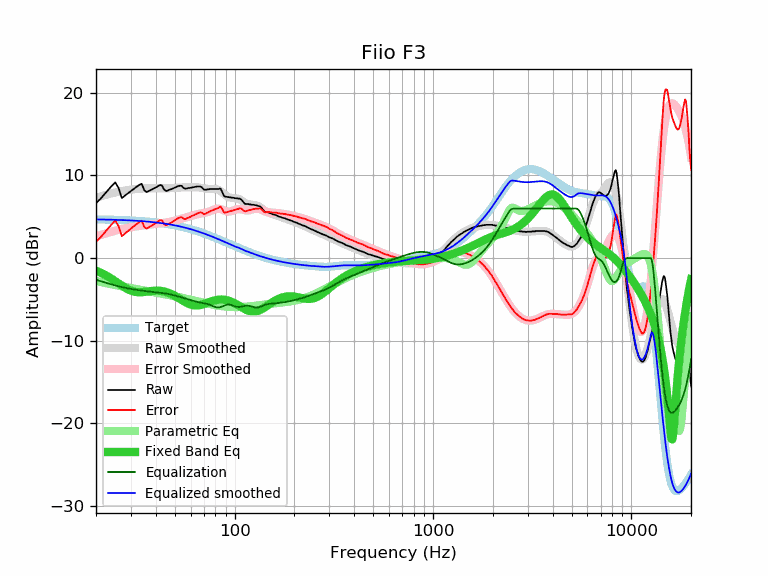 Fiio F3
Amplitude (dBr)
20
10
0
−10
−20
−30
Target
Raw Smoothed
Error Smoothed
Raw
Error
Parametric Eq
Fixed Band Eq
Equalization
Equalized smoothed
100
1000
10000
Frequency (Hz)